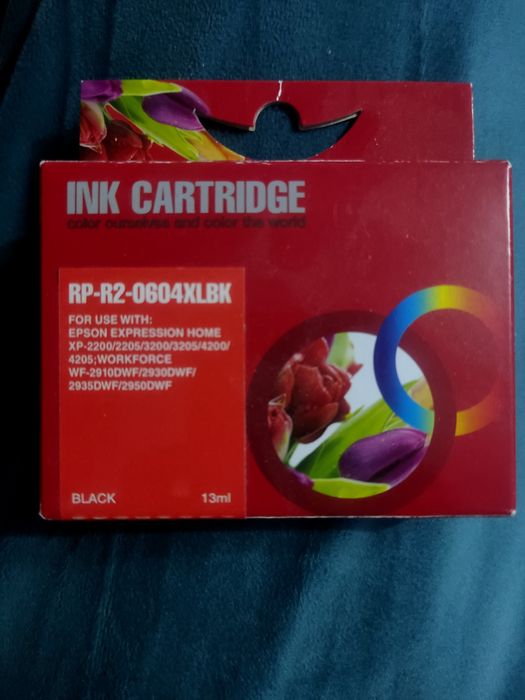 INK CARTRIDGE
color ourselves and color the world
RP-R2-0604XLBK
FOR USE WITH:
EPSON EXPRESSION HOME
XP-2200/2205/3200/3205/4200/
4205;WORKFORCE
WF-2910DWF/2930DWF/
2935DWF/2950DWF
BLACK 13ml